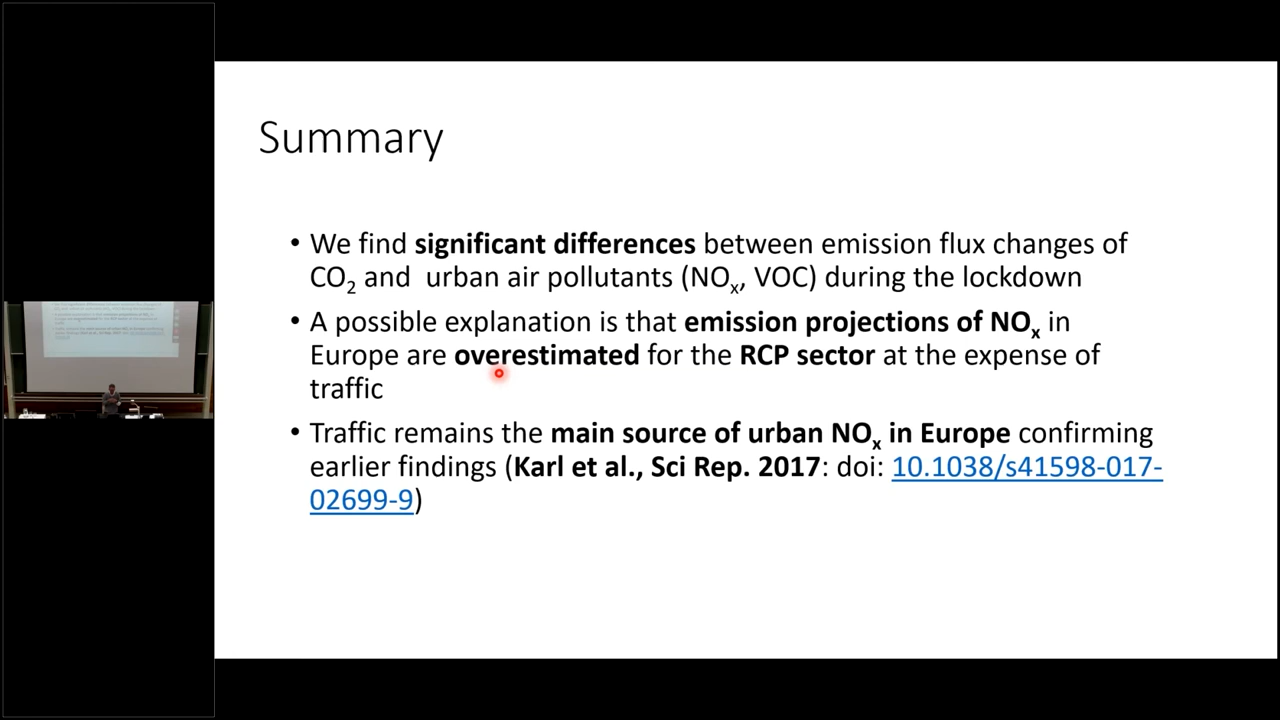 Summary
• We find significant differences between emission flux changes of
CO₂ and urban air pollutants (NOₓ, VOC) during the lockdown
• A possible explanation is that emission projections of NOₓ in
Europe are overestimated for the RCP sector at the expense of
traffic
• Traffic remains the main source of urban NOₓ in Europe confirming
earlier findings (Karl et al., Sci Rep. 2017: doi: 10.1038/s41598-017-
02699-9)